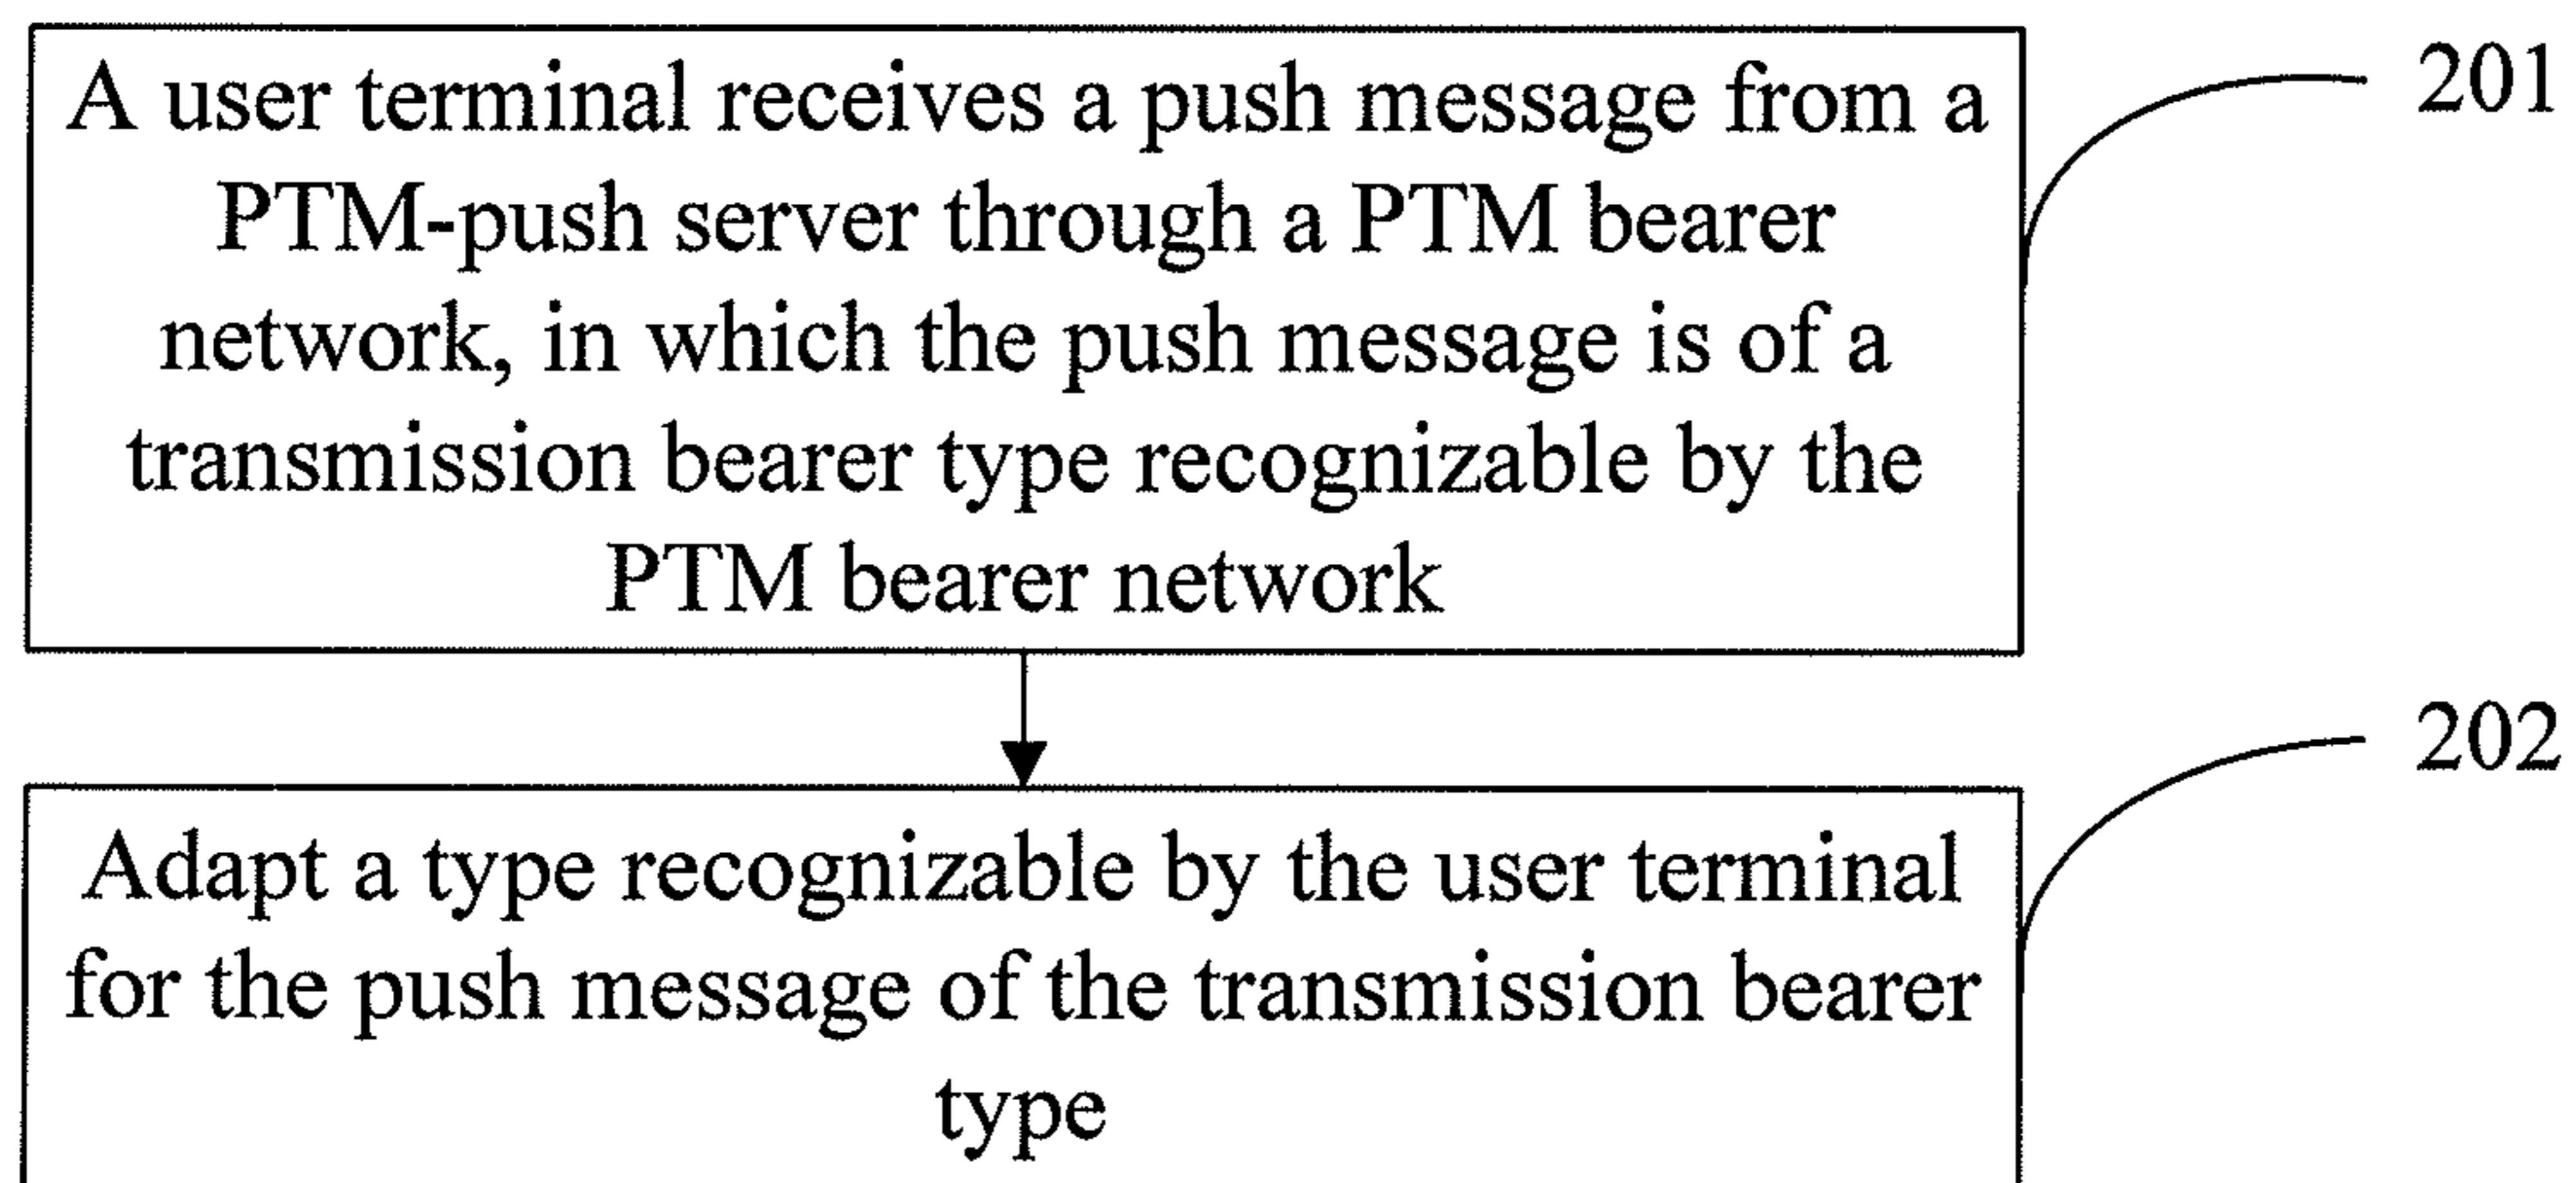 A user terminal receives a push message from a
PTM-push server through a PTM bearer
network, in which the push message is of a
transmission bearer type recognizable by the
PTM bearer network
201
Adapt a type recognizable by the user terminal
for the push message of the transmission bearer
type
202